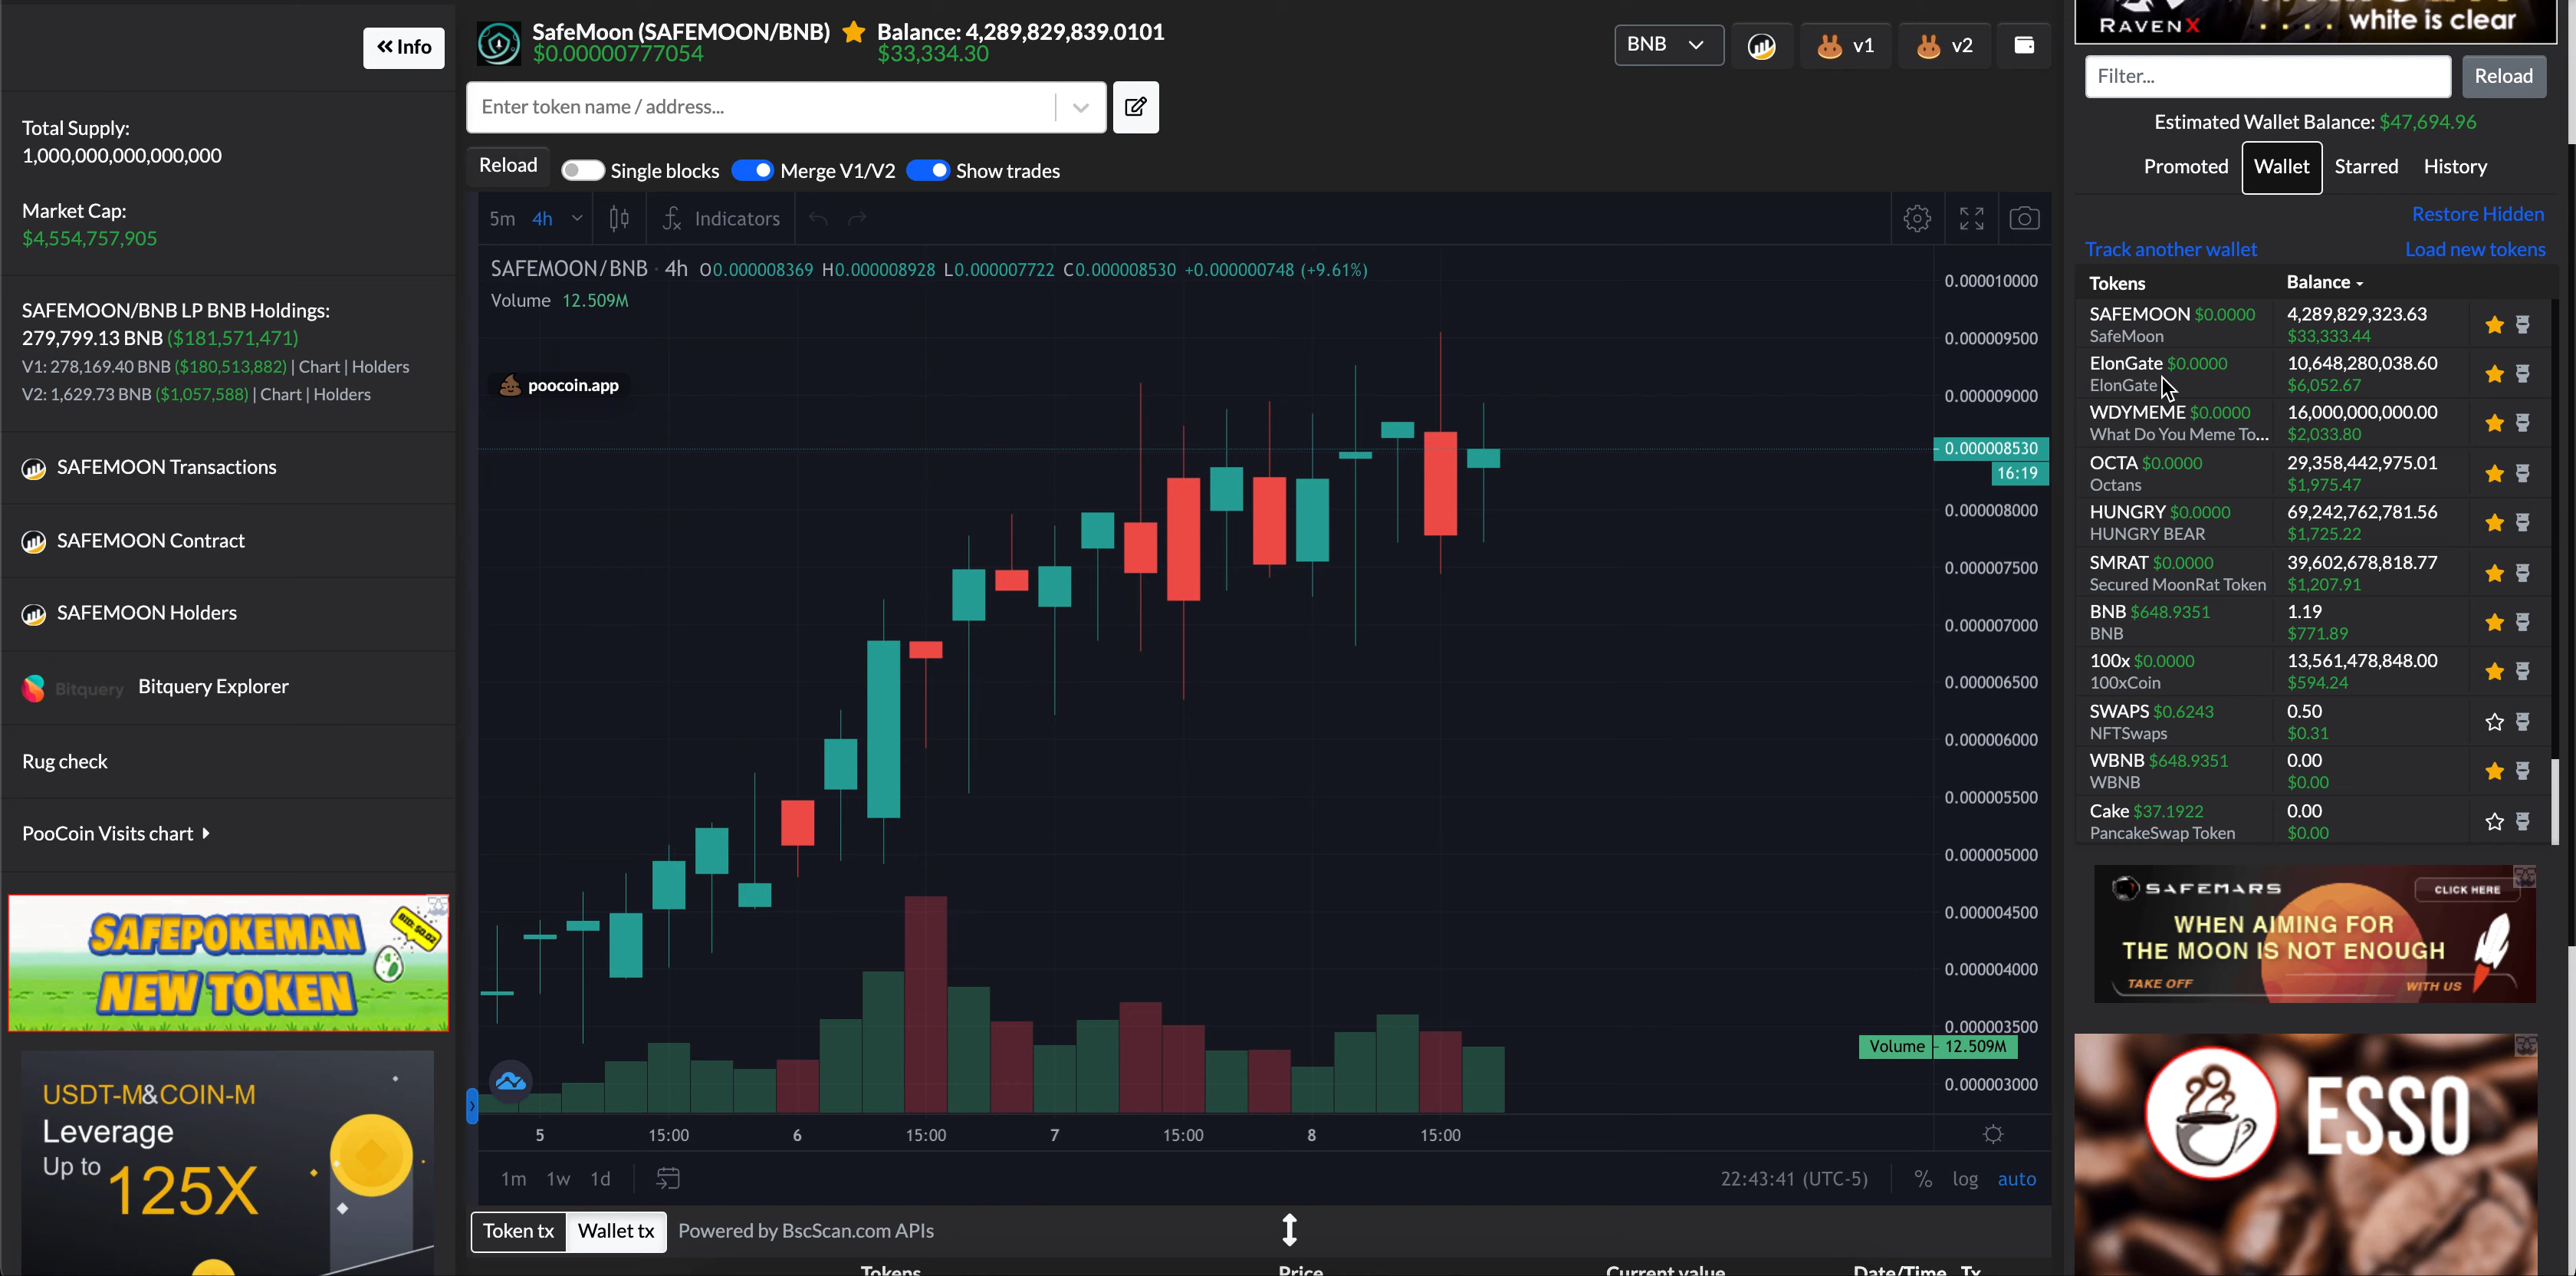 Info
Total Supply:
1,000,000,000,000,000
Market Cap:
$4,554,757,905
SAFEMOON/BNB LP BNB Holdings:
279,799.13 BNB ($181,571,471)
V1: 278,169.40 BNB ($180,513,882) | Chart | Holders
V2: 1,629.73 BNB ($1,057,588) | Chart | Holders
SAFEMOON Transactions
SAFEMOON Contract
SAFEMOON Holders
Bitquery Bitquery Explorer
Rug check
PooCoin Visits chart
SAFEPOKEMAN
NEW TOKEN
BID: $0.02
USDT-M&COIN-M
Leverage
Up to 125X
SafeMoon (SAFEMOON/BNB) Balance: 4,289,829,839.0101
$0.00000777054 $33,334.30
BNB v1 v2
Enter token name / address...
Reload Single blocks Merge V1/V2 Show trades
5m 4h Indicators
SAFEMOON/BNB · 4h O0.000008369 H0.000008928 L0.000007722 C0.000008530 +0.000000748 (+9.61%)
Volume 12.509M
poocoin.app
0.000010000
0.000009500
0.000009000
0.000008530
16:19
0.000008000
0.000007500
0.000007000
0.000006500
0.000006000
0.000005500
0.000005000
0.000004500
0.000004000
0.000003500
Volume 12.509M
0.000003000
5 15:00 6 15:00 7 15:00 8 15:00
1m 1w 1d 22:43:41 (UTC-5) % log auto
Token tx Wallet tx Powered by BscScan.com APIs
Tokens Price Current value Date/Time Tx
RAVENX white is clear
Filter... Reload
Estimated Wallet Balance: $47,694.96
Promoted Wallet Starred History
Restore Hidden
Track another wallet Load new tokens
Tokens Balance
SAFEMOON $0.0000 4,289,829,323.63
SafeMoon $33,333.44
ElonGate $0.0000 10,648,280,038.60
ElonGate $6,052.67
WDYMEME $0.0000 16,000,000,000.00
What Do You Meme To... $2,033.80
OCTA $0.0000 29,358,442,975.01
Octans $1,975.47
HUNGRY $0.0000 69,242,762,781.56
HUNGRY BEAR $1,725.22
SMRAT $0.0000 39,602,678,818.77
Secured MoonRat Token $1,207.91
BNB $648.9351 1.19
BNB $771.89
100x $0.0000 13,561,478,848.00
100xCoin $594.24
SWAPS $0.6243 0.50
NFTSwaps $0.31
WBNB $648.9351 0.00
WBNB $0.00
Cake $37.1922 0.00
PancakeSwap Token $0.00
SAFEMARS CLICK HERE
WHEN AIMING FOR
THE MOON IS NOT ENOUGH
TAKE OFF WITH US
ESSO